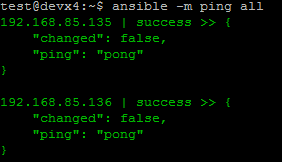 test@devx4:~$ ansible -m ping all
192.168.85.135 | success >> {
    "changed": false,
    "ping": "pong"
}

192.168.85.136 | success >> {
    "changed": false,
    "ping": "pong"
}